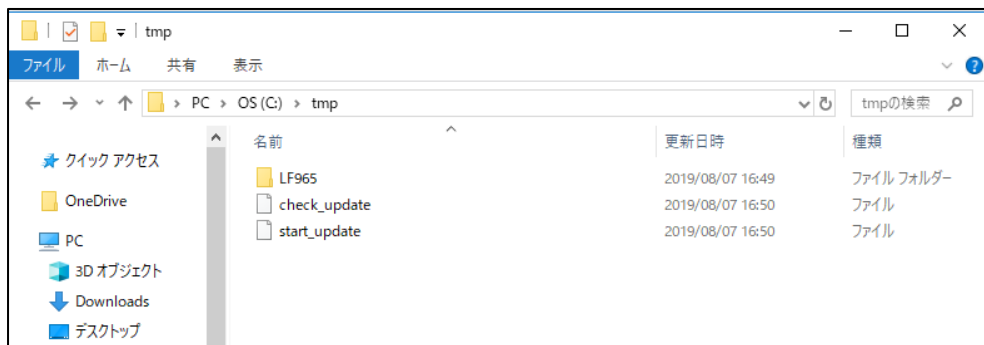 tmp
ファイル ホーム 共有 表示
PC > OS (C:) > tmp tmpの検索
名前 更新日時 種類
クイック アクセス
LF965 2019/08/07 16:49 ファイル フォルダー
OneDrive
check_update 2019/08/07 16:50 ファイル
PC
start_update 2019/08/07 16:50 ファイル
3D オブジェクト
Downloads
デスクトップ